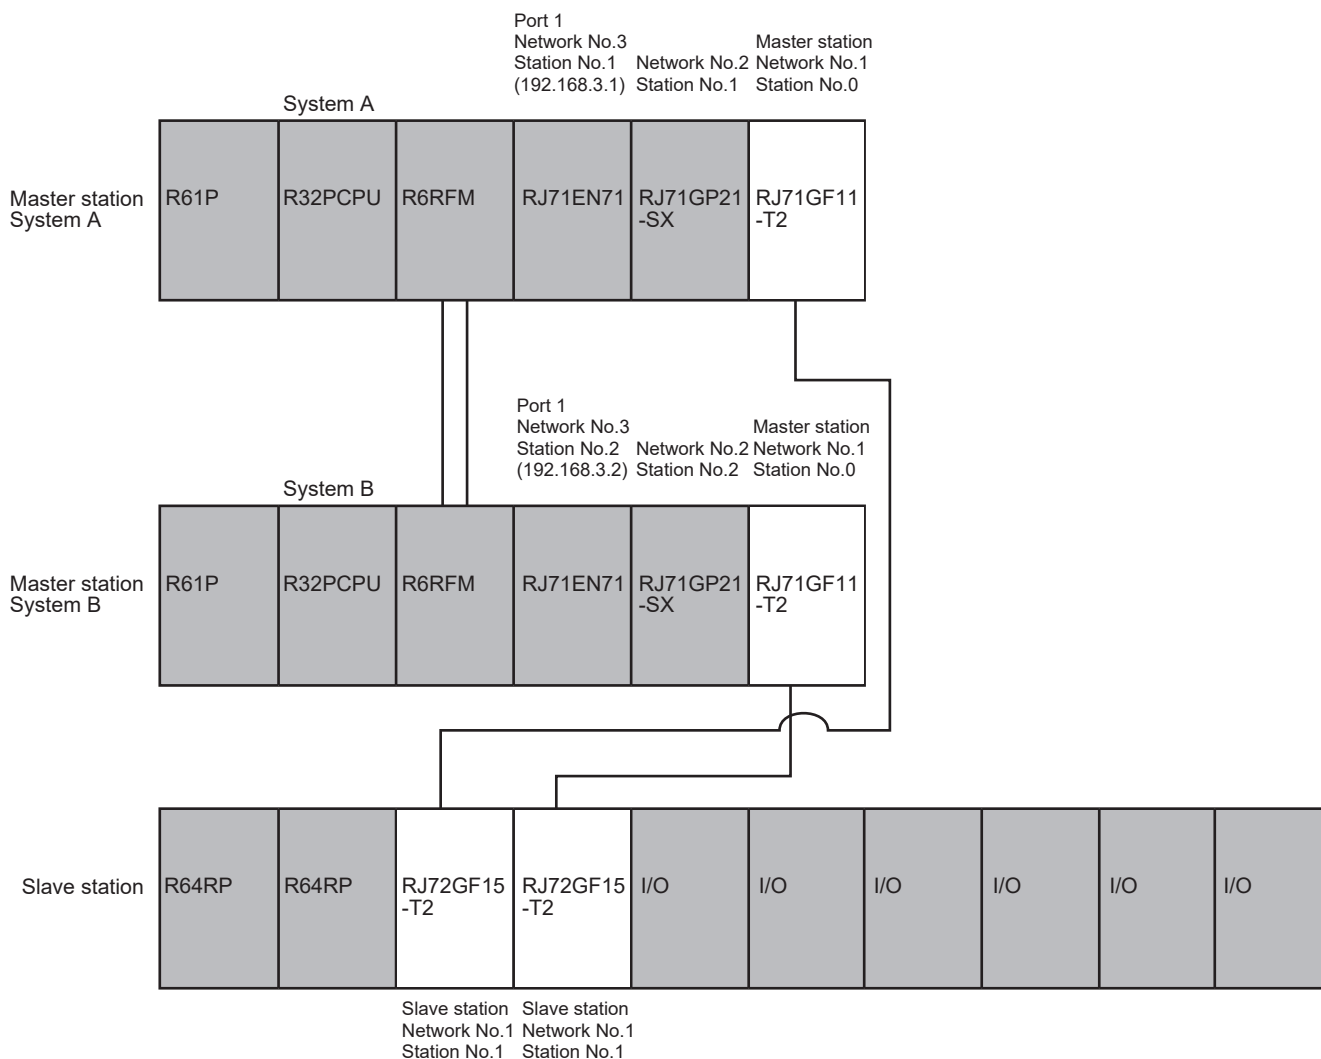 Port 1
Network No.3
Station No.1
(192.168.3.1)
Network No.2
Station No.1
Master station
Network No.1
Station No.0
System A
Master station
System A
R61P
R32PCPU
R6RFM
RJ71EN71
RJ71GP21
-SX
RJ71GF11
-T2
Port 1
Network No.3
Station No.2
(192.168.3.2)
Network No.2
Station No.2
Master station
Network No.1
Station No.0
System B
Master station
System B
R61P
R32PCPU
R6RFM
RJ71EN71
RJ71GP21
-SX
RJ71GF11
-T2
Slave station
R64RP
R64RP
RJ72GF15
-T2
RJ72GF15
-T2
I/O
I/O
I/O
I/O
I/O
I/O
Slave station
Network No.1
Station No.1
Slave station
Network No.1
Station No.1